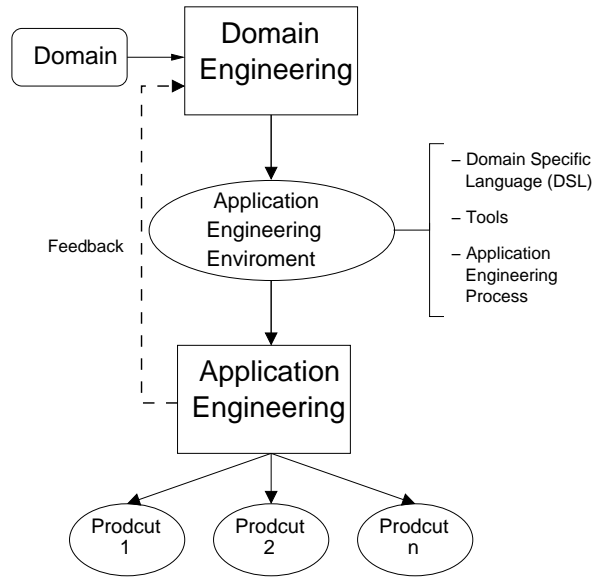 Domain
Domain
Engineering
Application
Engineering
Enviroment
– Domain Specific
Language (DSL)
– Tools
– Application
Engineering
Process
Feedback
Application
Engineering
Prodcut
1
Prodcut
2
Prodcut
n